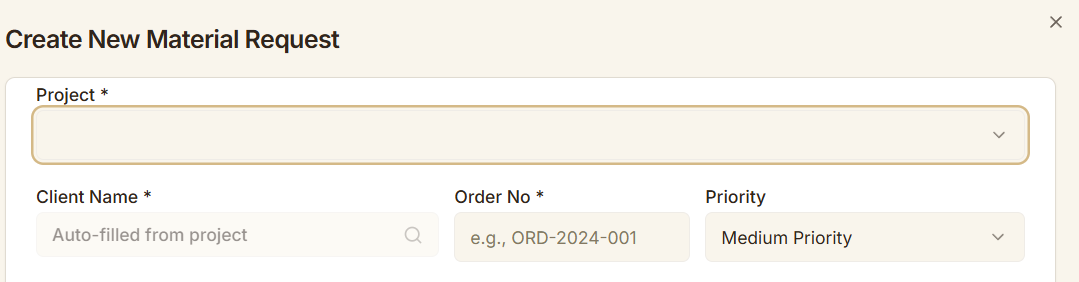 Create New Material Request
Project *
Client Name *
Order No *
Priority
Auto-filled from project
e.g., ORD-2024-001
Medium Priority